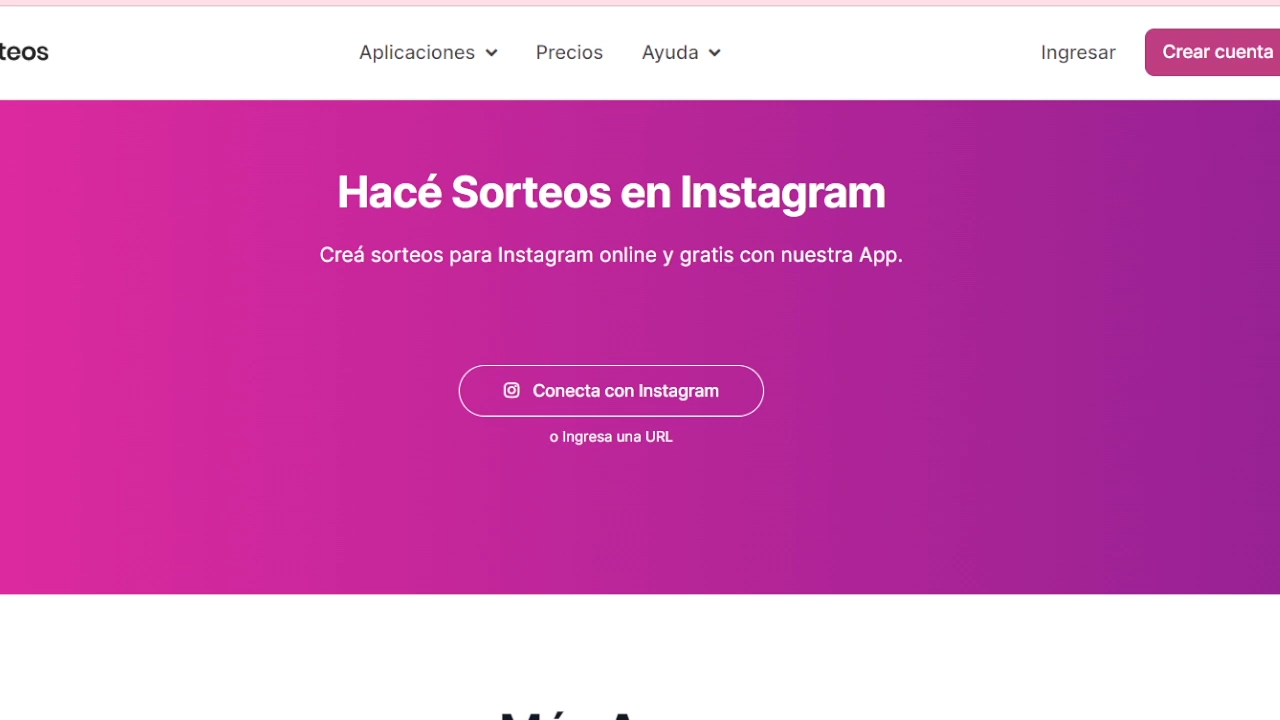 teos
Aplicaciones Precios Ayuda Ingresar Crear cuenta
Hacé Sorteos en Instagram
Creá sorteos para Instagram online y gratis con nuestra App.
Conecta con Instagram
o Ingresa una URL